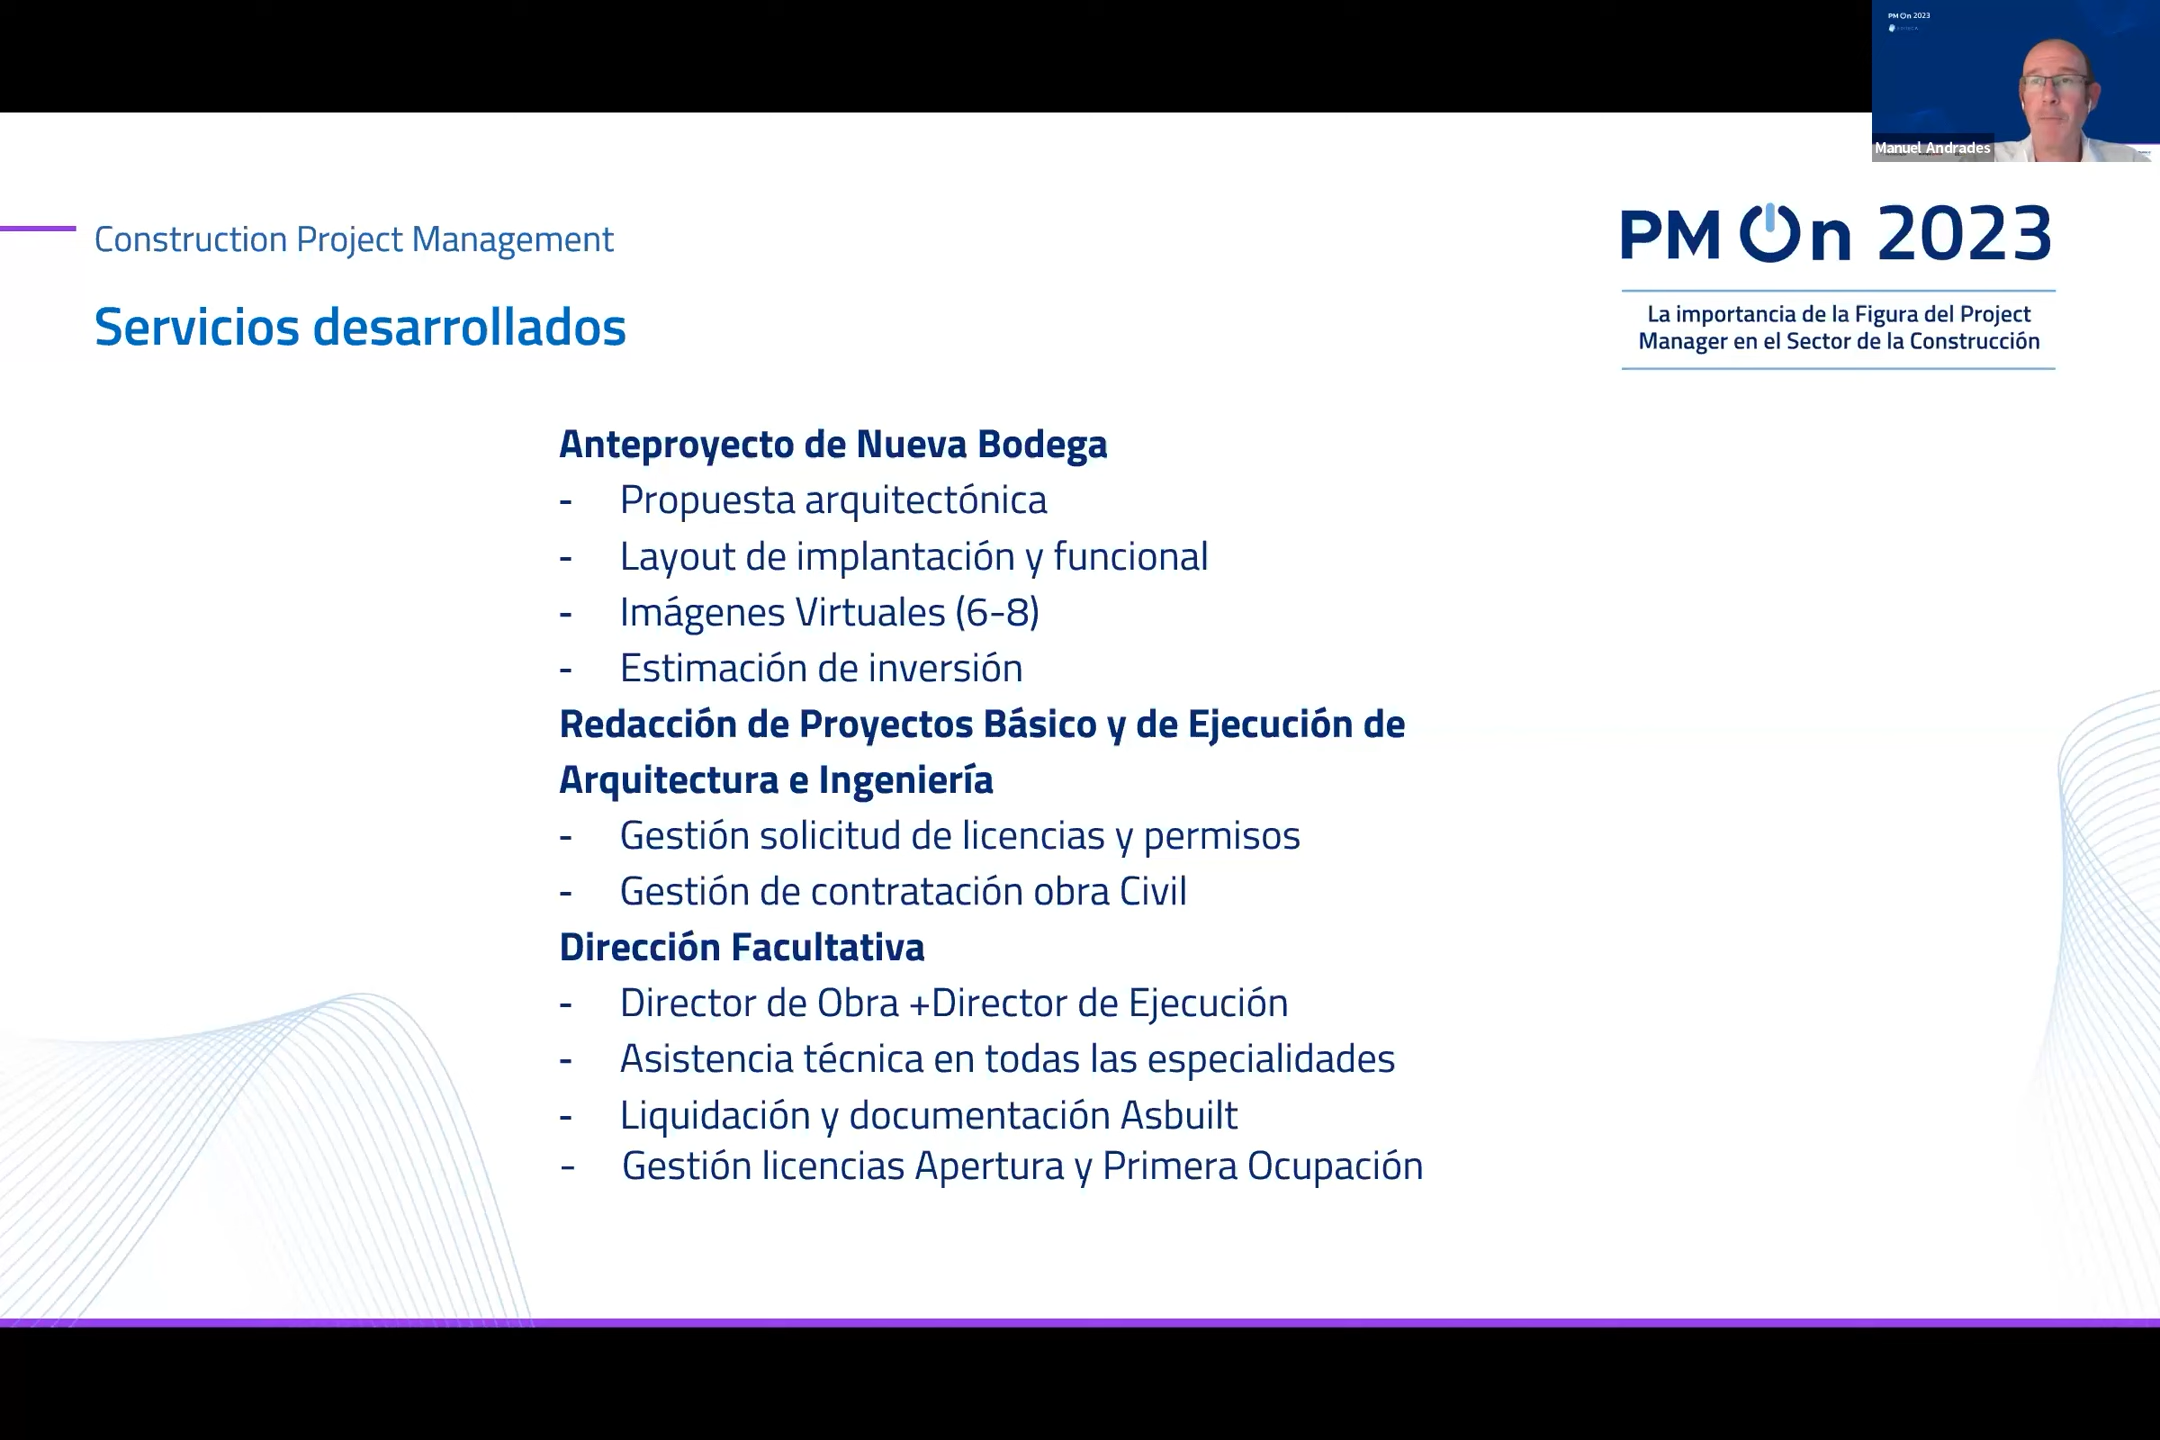 PM On 2023
Manuel Andrades
Construction Project Management
PM On 2023
Servicios desarrollados
La importancia de la Figura del Project
Manager en el Sector de la Construcción
Anteproyecto de Nueva Bodega
- Propuesta arquitectónica
- Layout de implantación y funcional
- Imágenes Virtuales (6-8)
- Estimación de inversión
Redacción de Proyectos Básico y de Ejecución de
Arquitectura e Ingeniería
- Gestión solicitud de licencias y permisos
- Gestión de contratación obra Civil
Dirección Facultativa
- Director de Obra +Director de Ejecución
- Asistencia técnica en todas las especialidades
- Liquidación y documentación Asbuilt
- Gestión licencias Apertura y Primera Ocupación